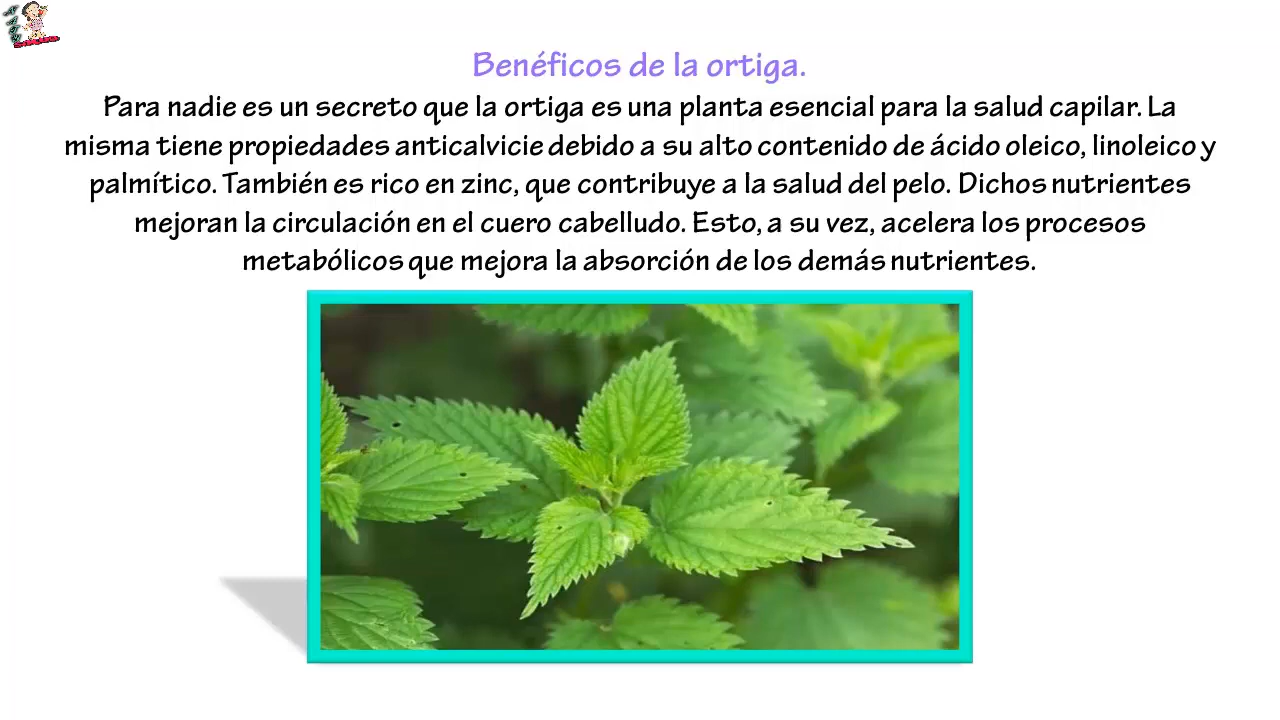 Benéficos de la ortiga.
Para nadie es un secreto que la ortiga es una planta esencial para la salud capilar. La
misma tiene propiedades anticalvicie debido a su alto contenido de ácido oleico, linoleico y
palmítico. También es rico en zinc, que contribuye a la salud del pelo. Dichos nutrientes
mejoran la circulación en el cuero cabelludo. Esto, a su vez, acelera los procesos
metabólicos que mejora la absorción de los demás nutrientes.